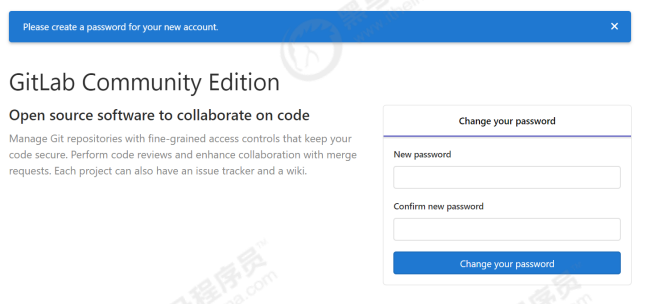 Please create a password for your new account.
×
GitLab Community Edition
Open source software to collaborate on code
Manage Git repositories with fine-grained access controls that keep your
code secure. Perform code reviews and enhance collaboration with merge
requests. Each project can also have an issue tracker and a wiki.
Change your password
New password
Confirm new password
Change your password